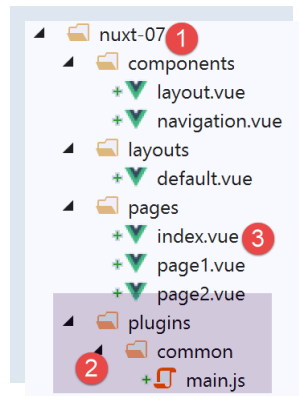 nuxt-07 1
components
+ layout.vue
+ navigation.vue
layouts
+ default.vue
pages
+ index.vue 3
+ page1.vue
+ page2.vue
plugins
2 common
+ main.js